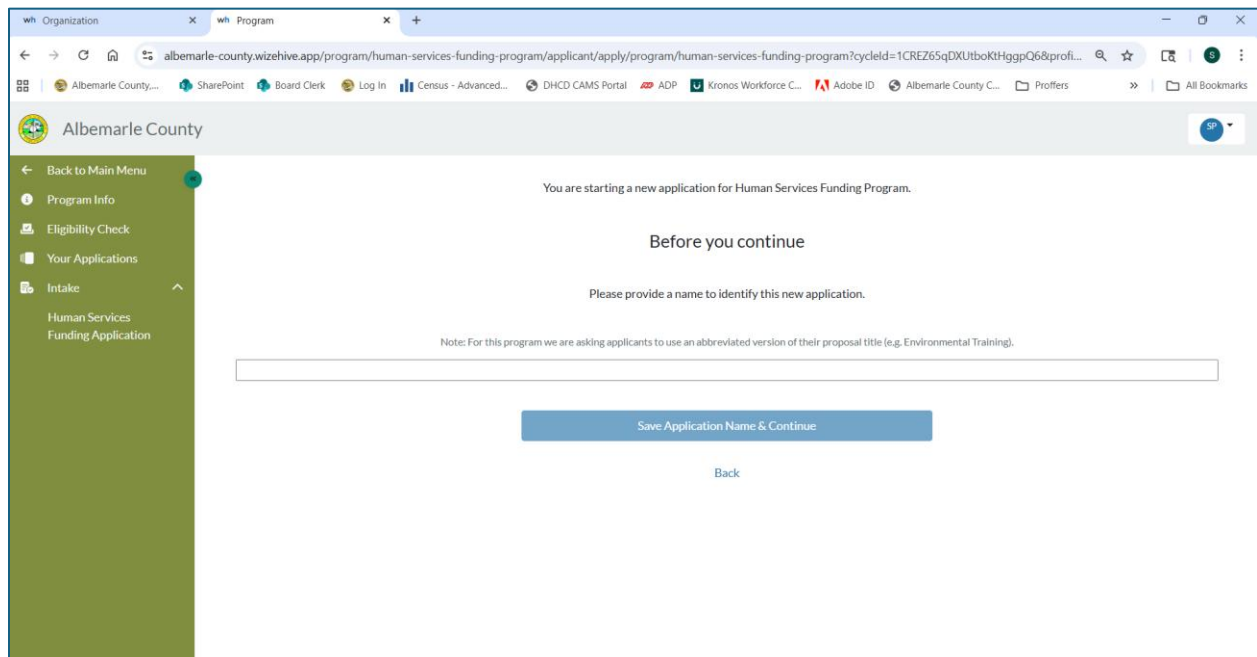 wh Organization
wh Program
albemarle-county.wizehive.app/program/human-services-funding-program/applicant/apply/program/human-services-funding-program?cycleId=1CREZ65qDXUtboKtHggpQ6&profi...
S
Albemarle County,...
SharePoint
Board Clerk
Log In
Census - Advanced...
DHCD CAMS Portal
ADP
Kronos Workforce C...
Adobe ID
Albemarle County C...
Proffers
All Bookmarks
Albemarle County
SP
Back to Main Menu
Program Info
Eligibility Check
Your Applications
Intake
Human Services
Funding Application
You are starting a new application for Human Services Funding Program.
Before you continue
Please provide a name to identify this new application.
Note: For this program we are asking applicants to use an abbreviated version of their proposal title (e.g. Environmental Training).
Save Application Name & Continue
Back